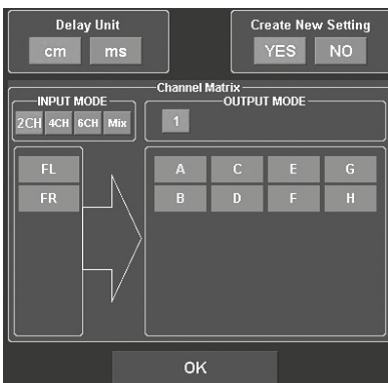 Delay Unit Create New Setting
cm ms YES NO
Channel Matrix
INPUT MODE OUTPUT MODE
2CH 4CH 6CH Mix 1
FL A C E G
FR B D F H
OK